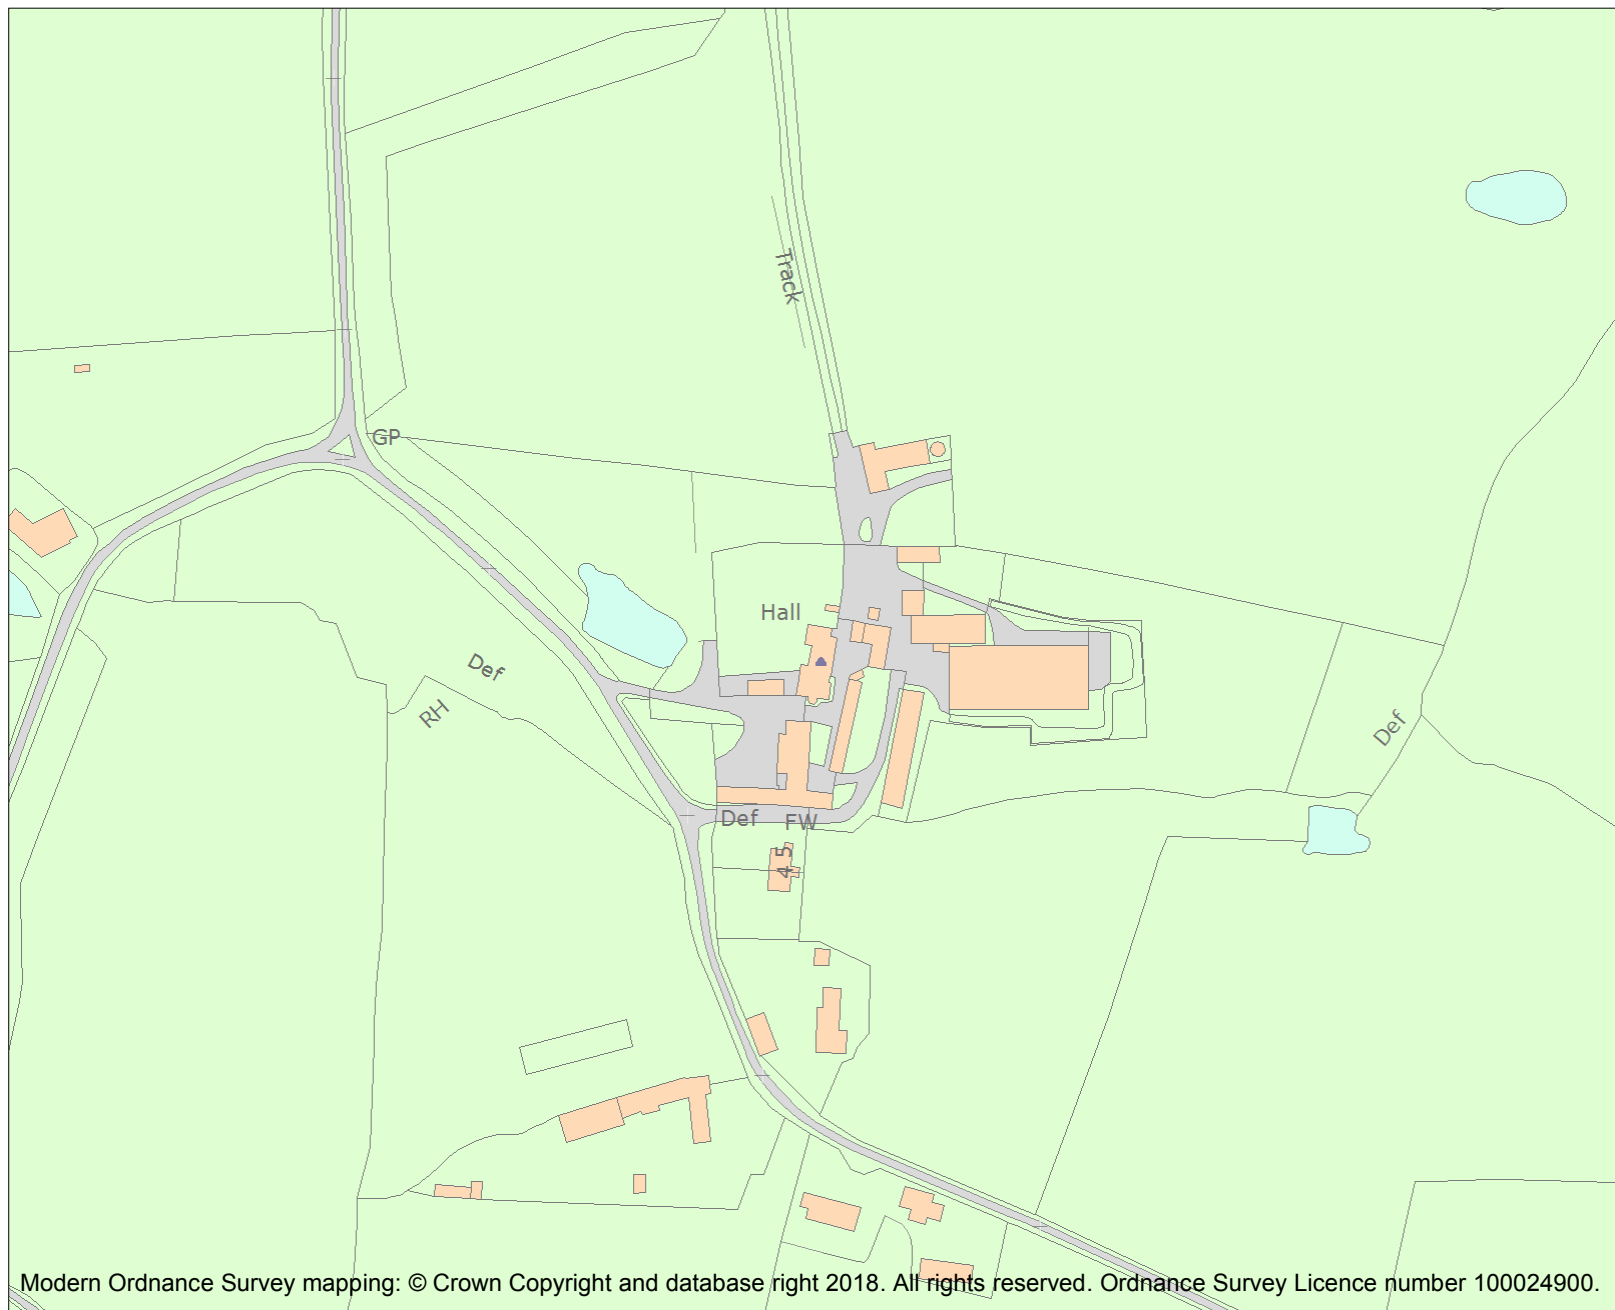 Track
GP
Hall
Def
RH
Def
Def
FW
4 5
Modern Ordnance Survey mapping: © Crown Copyright and database right 2018. All rights reserved. Ordnance Survey Licence number 100024900.